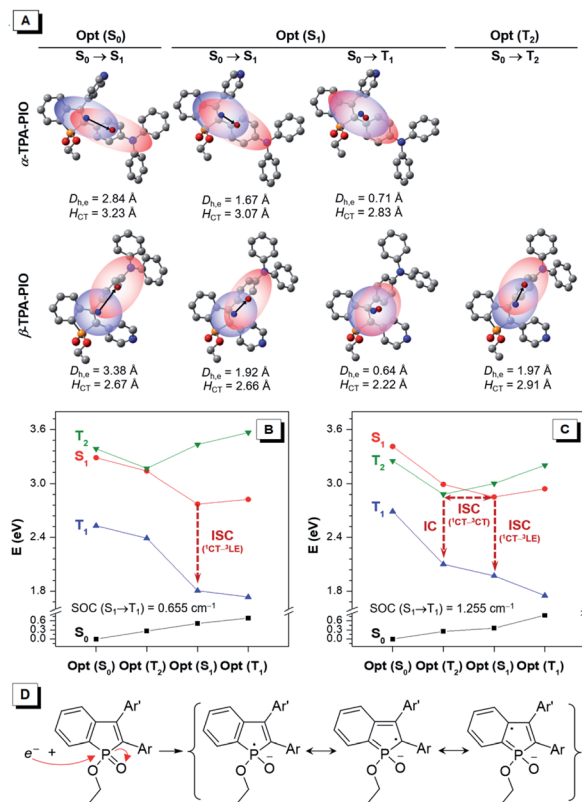 A
Opt (S0) Opt (S1) Opt (T2)
S0 → S1 S0 → S1 S0 → T1 S0 → T2
α-TPA-PIO
Dh,e = 2.84 Å Dh,e = 1.67 Å Dh,e = 0.71 Å
HCT = 3.23 Å HCT = 3.07 Å HCT = 2.83 Å
β-TPA-PIO
Dh,e = 3.38 Å Dh,e = 1.92 Å Dh,e = 0.64 Å Dh,e = 1.97 Å
HCT = 2.67 Å HCT = 2.66 Å HCT = 2.22 Å HCT = 2.91 Å
B
E (eV)
3.6
3.0
2.4
1.8
0.6
0.3
0.0
T2
S1
T1
S0
ISC
(1CT–3LE)
SOC (S1→T1) = 0.655 cm−1
Opt (S0) Opt (T2) Opt (S1) Opt (T1)
C
E (eV)
3.6
3.0
2.4
1.8
0.6
0.3
0.0
S1
T2
T1
S0
IC
ISC
(1CT–3CT)
ISC
(1CT–3LE)
SOC (S1→T1) = 1.255 cm−1
Opt (S0) Opt (T2) Opt (S1) Opt (T1)
D
Ar' Ar' Ar' Ar'
e− + Ar Ar Ar Ar
P O P O P O P O
O O O O